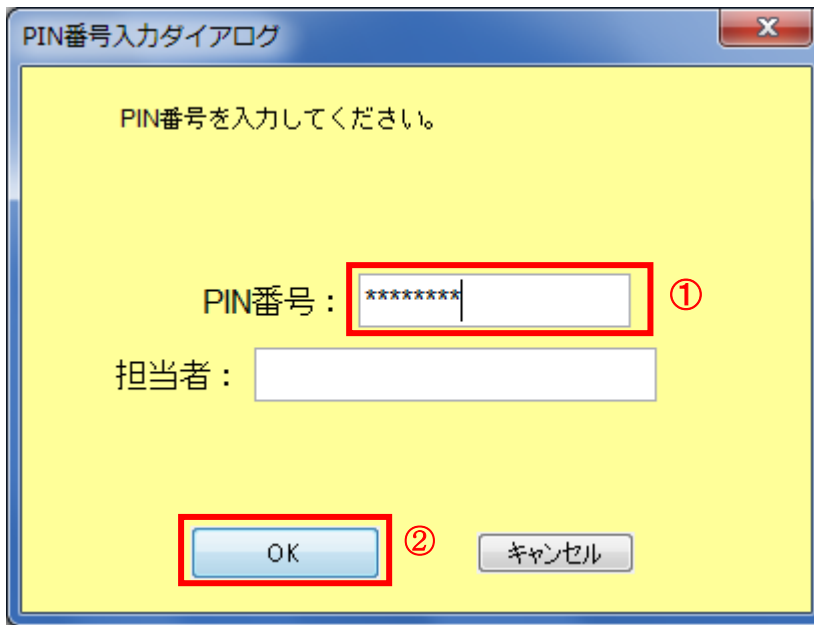 PIN番号入力ダイアログ
PIN番号を入力してください。
PIN番号： ******** ①
担当者：
OK ② キャンセル